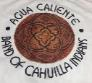 AGUA CALIENTE
BAND OF CAHUILLA INDIANS